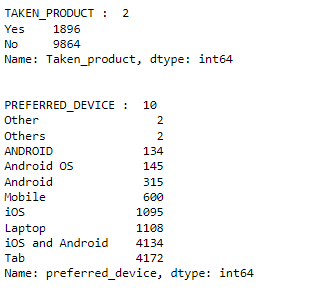 TAKEN_PRODUCT :  2
Yes    1896
No     9864
Name: Taken_product, dtype: int64
PREFERRED_DEVICE :  10
Other                 2
Others                2
ANDROID             134
Android OS          145
Android             315
Mobile              600
iOS                1095
Laptop             1108
iOS and Android    4134
Tab                4172
Name: preferred_device, dtype: int64